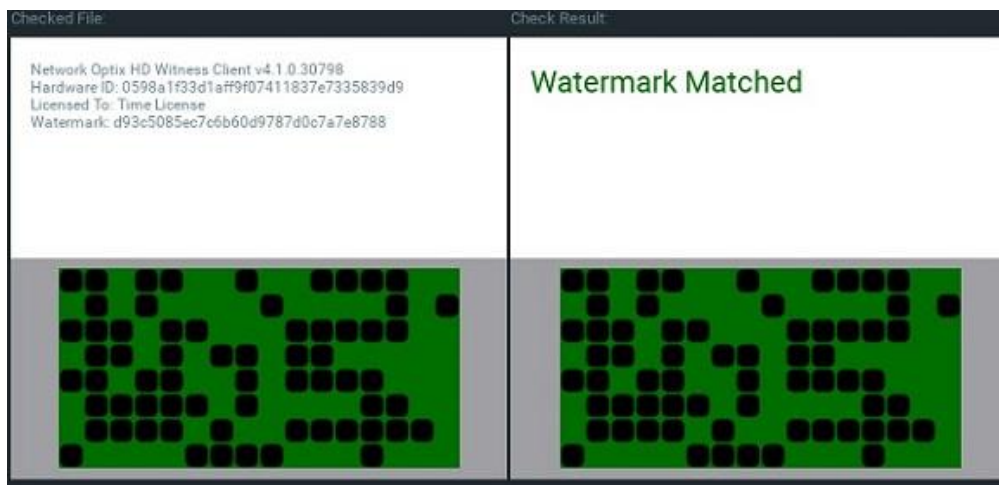 Checked File:
Check Result:
Network Optix HD Witness Client v4.1.0.30798
Hardware ID: 0598a1f33d1aff9f07411837e7335839d9
Licensed To: Time License
Watermark: d93c5085ec7c6b60d9787d0c7a7e8788
Watermark Matched